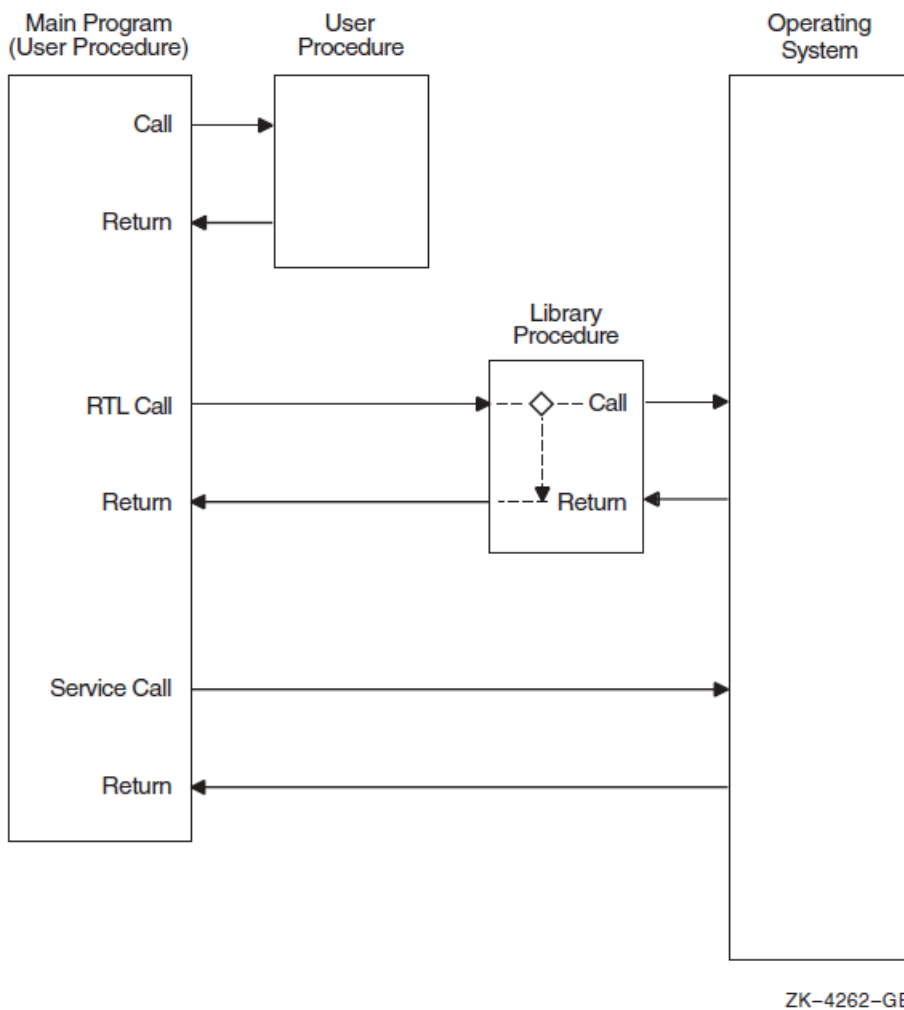 Main Program
(User Procedure)
User
Procedure
Operating
System
Call
Return
Library
Procedure
RTL Call
Call
Return
Return
Service Call
Return
ZK–4262–GE